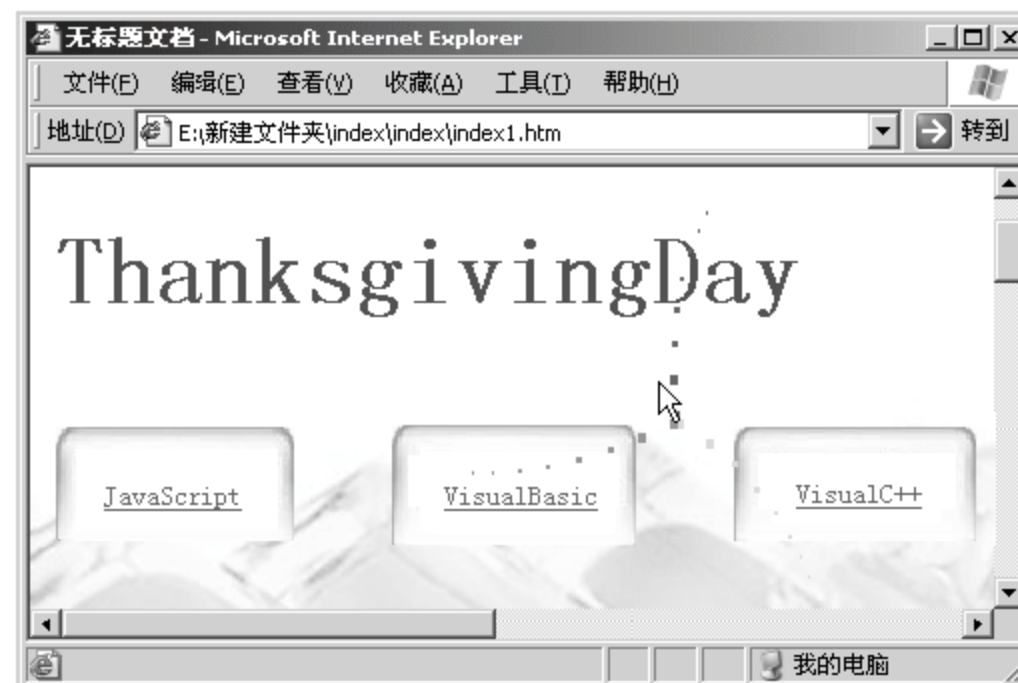 无标题文档 - Microsoft Internet Explorer
文件(F) 编辑(E) 查看(V) 收藏(A) 工具(T) 帮助(H)
地址(D) E:\新建文件夹\index\index\index1.htm 转到
ThanksgivingDay
JavaScript VisualBasic VisualC++
我的电脑